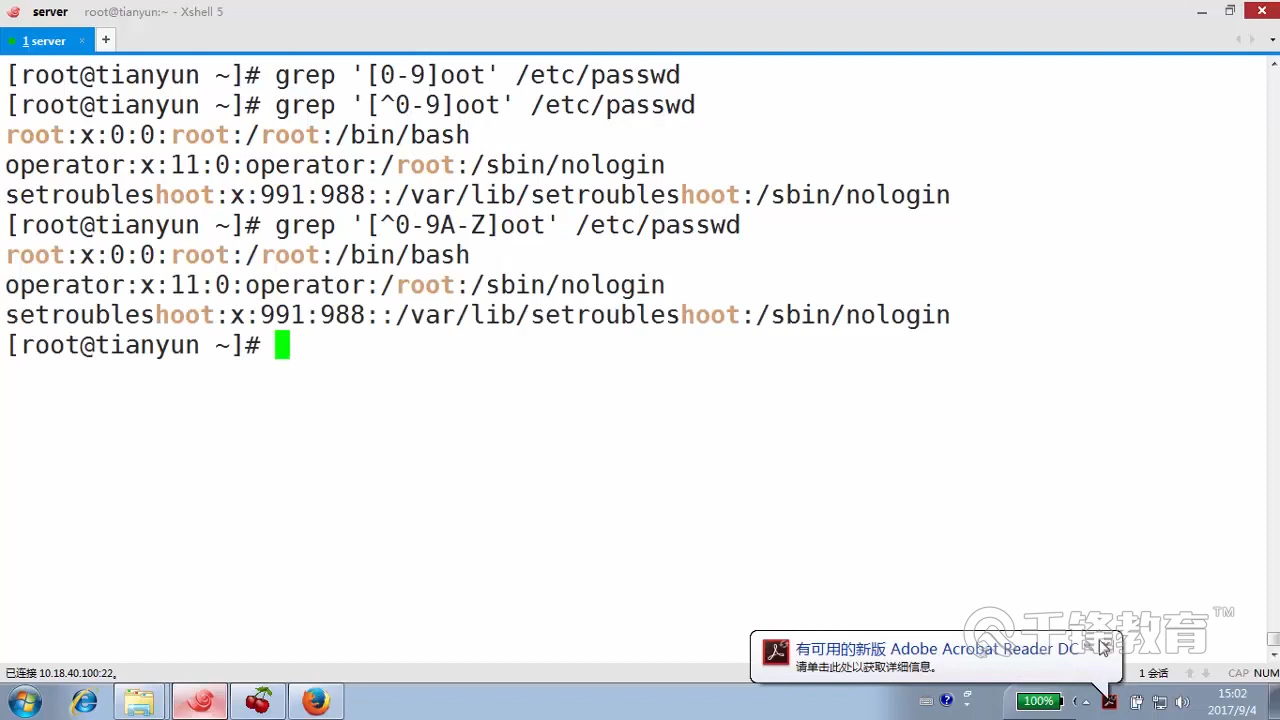 server root@tianyun:~ - Xshell 5
1 server × +
[root@tianyun ~]# grep '[0-9]oot' /etc/passwd
[root@tianyun ~]# grep '[^0-9]oot' /etc/passwd
root:x:0:0:root:/root:/bin/bash
operator:x:11:0:operator:/root:/sbin/nologin
setroubleshoot:x:991:988::/var/lib/setroubleshoot:/sbin/nologin
[root@tianyun ~]# grep '[^0-9A-Z]oot' /etc/passwd
root:x:0:0:root:/root:/bin/bash
operator:x:11:0:operator:/root:/sbin/nologin
setroubleshoot:x:991:988::/var/lib/setroubleshoot:/sbin/nologin
[root@tianyun ~]#
千锋教育™
有可用的新版 Adobe Acrobat Reader DC
请单击此处以获取详细信息。
已连接 10.18.40.100:22。 1 会话 CAP NUM
100% 15:02
2017/9/4